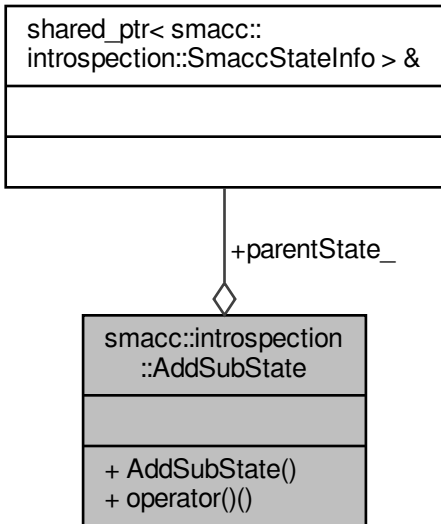 shared_ptr< smacc::
introspection::SmaccStateInfo > &
+parentState_
smacc::introspection
::AddSubState
+ AddSubState()
+ operator()()